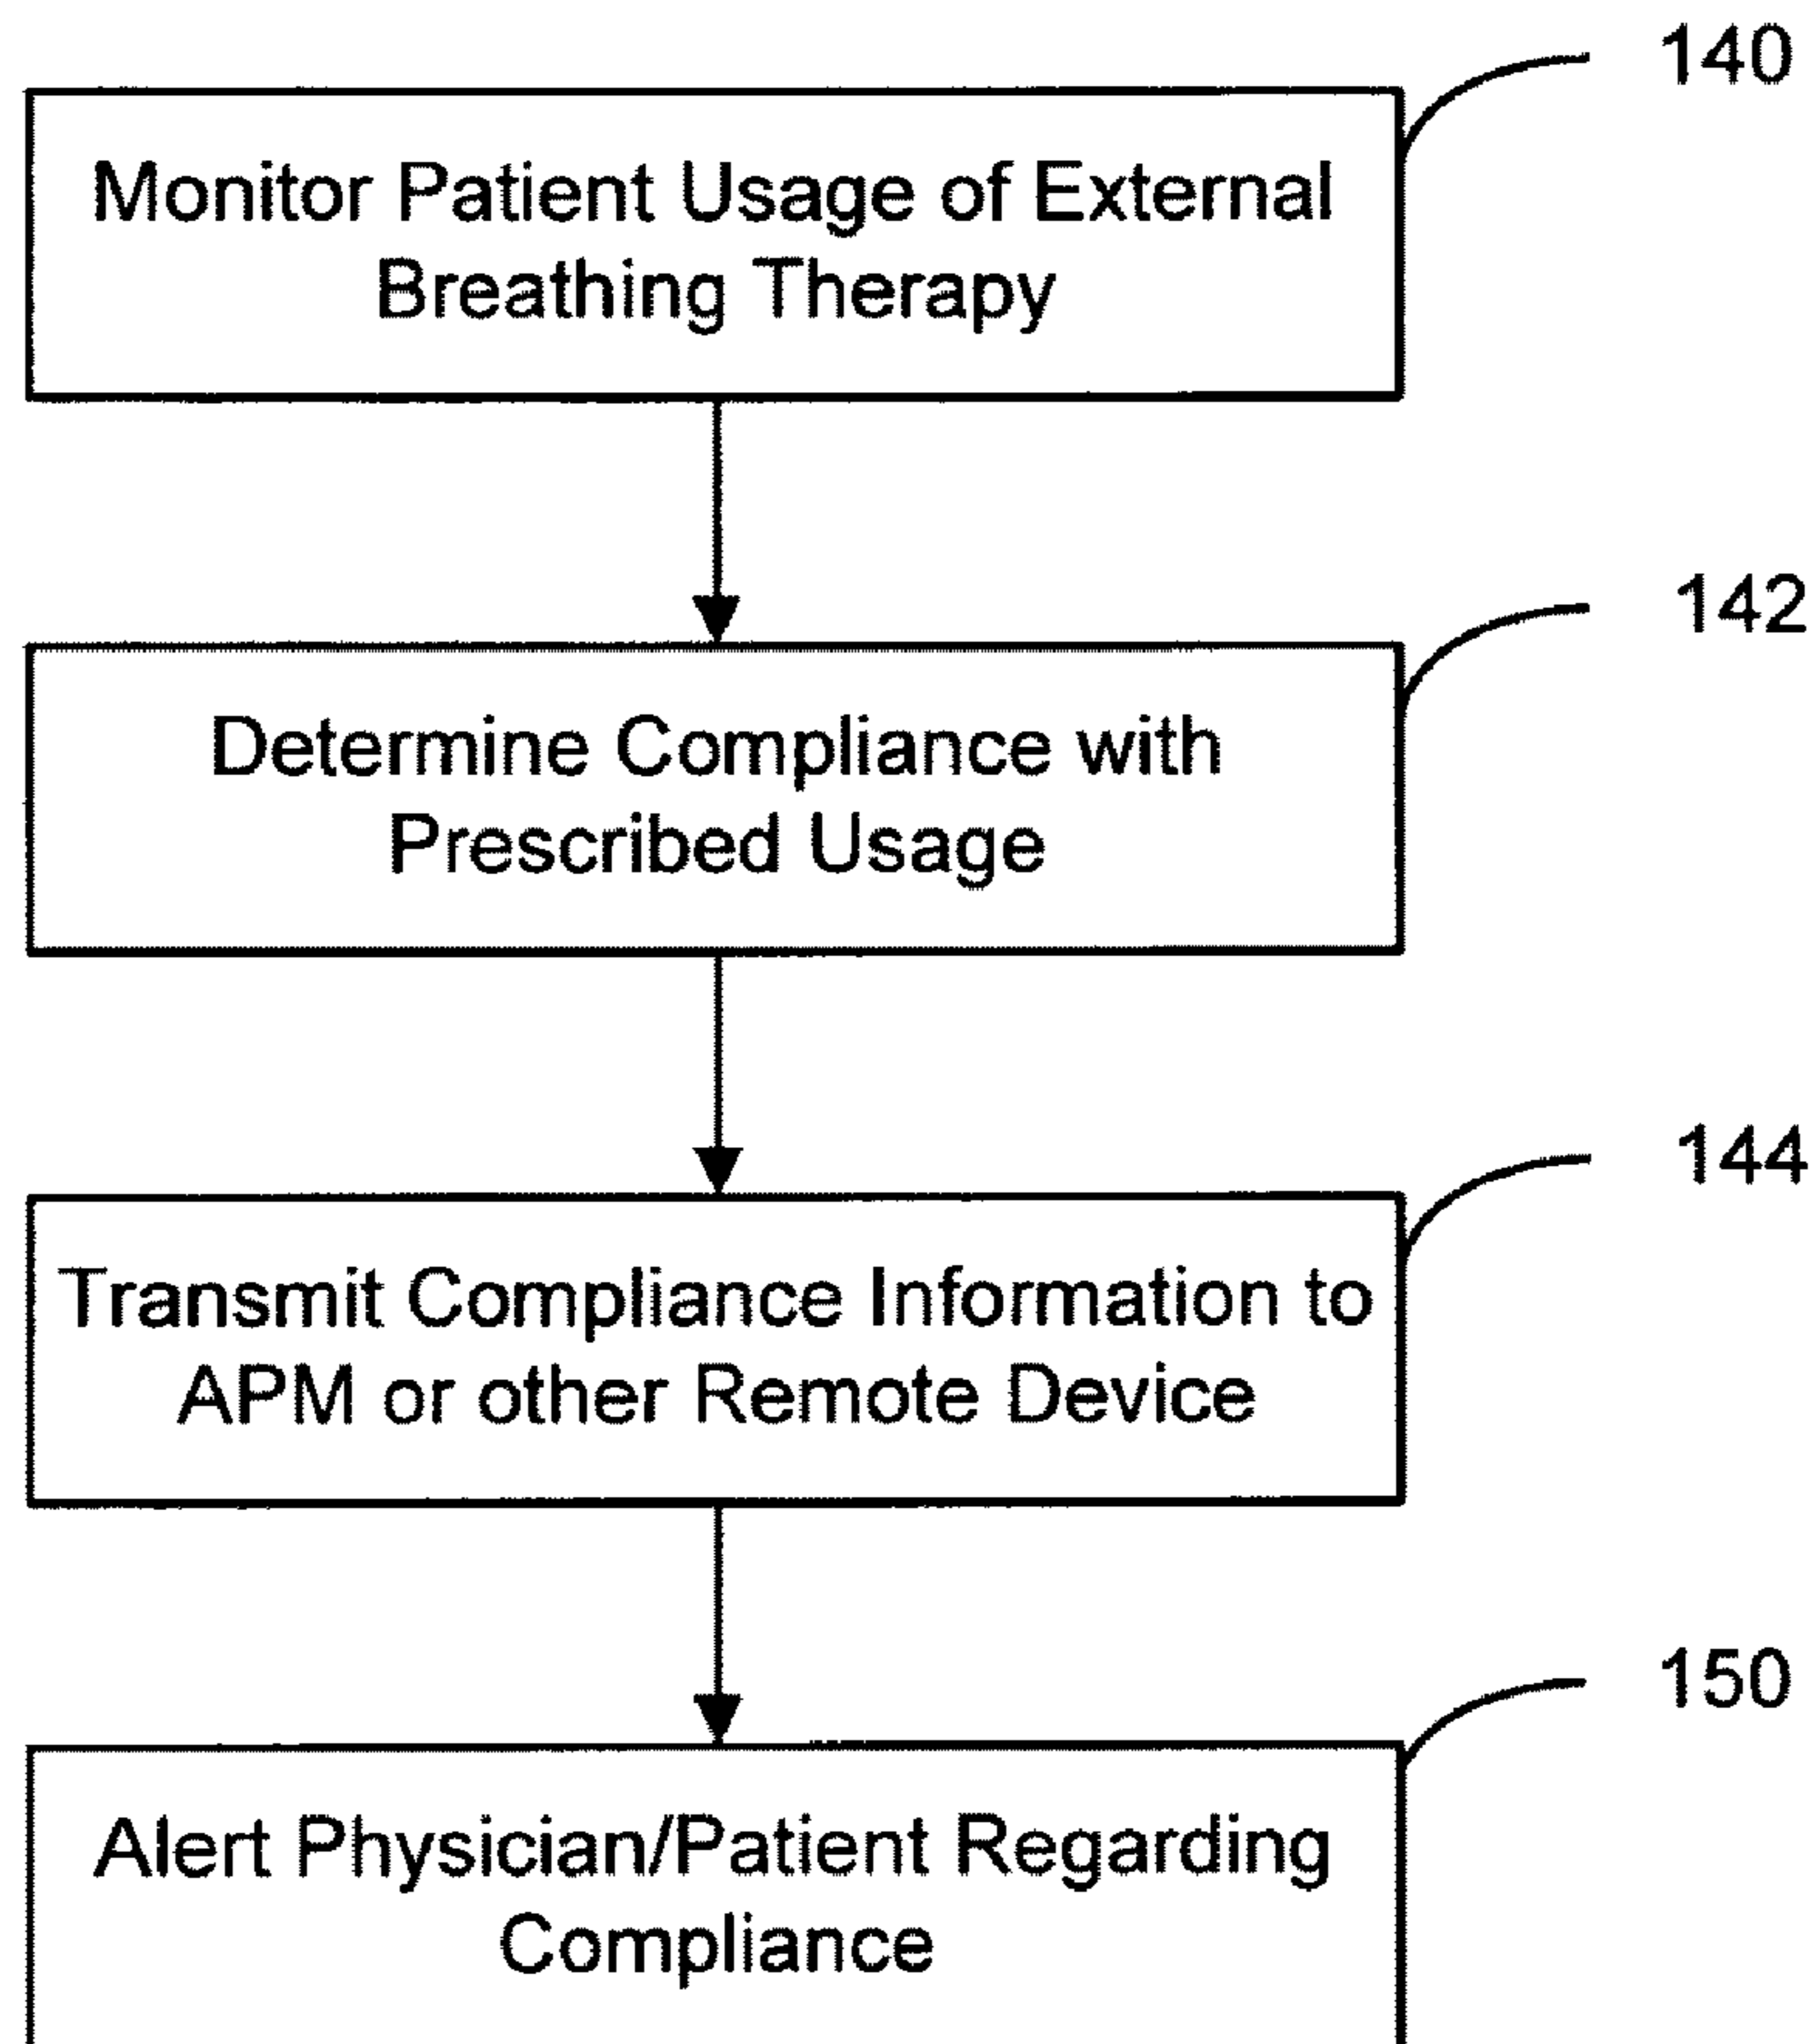 140
Monitor Patient Usage of External
Breathing Therapy
142
Determine Compliance with
Prescribed Usage
144
Transmit Compliance Information to
APM or other Remote Device
150
Alert Physician/Patient Regarding
Compliance